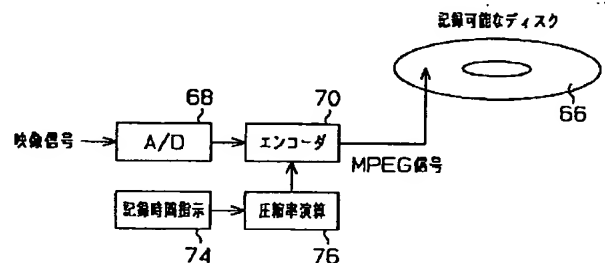 記録可能なディスク
66
68
70
映像信号
A/D
エンコーダ
MPEG信号
記録時間指示
圧縮率演算
74
76